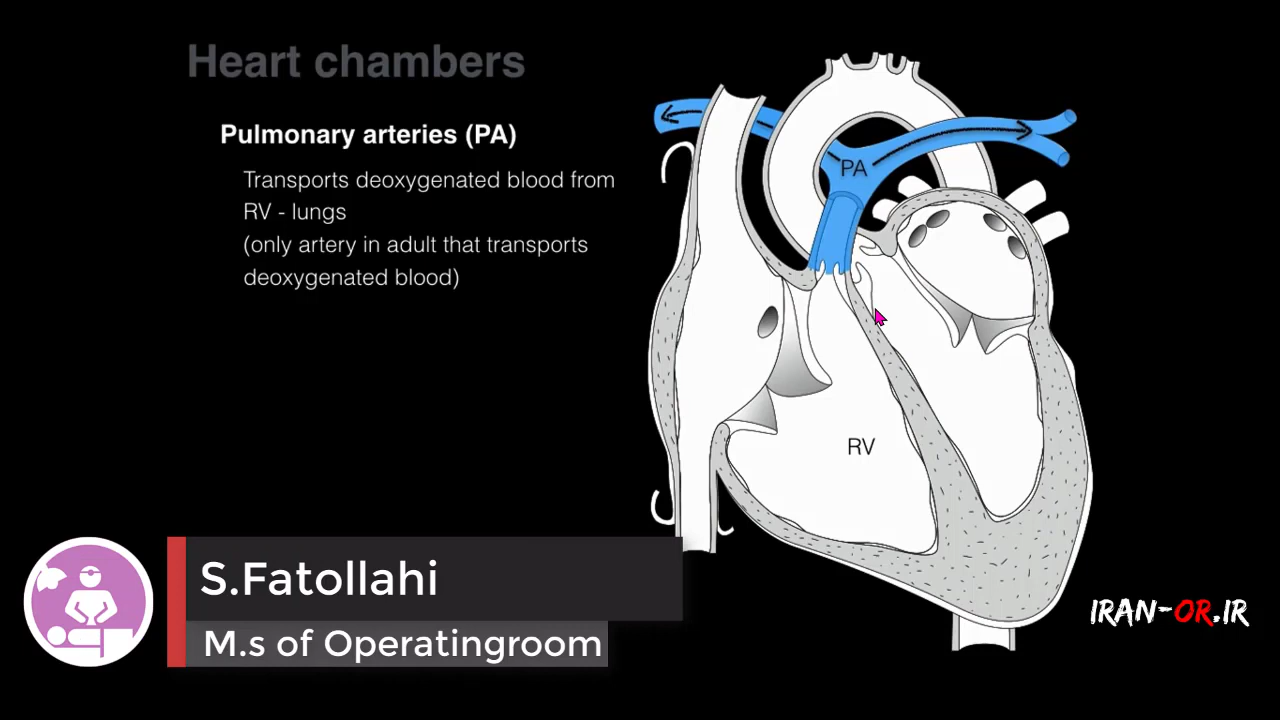 Heart chambers
Pulmonary arteries (PA)
Transports deoxygenated blood from
RV - lungs
(only artery in adult that transports
deoxygenated blood)
PA
RV
S.Fatollahi
M.s of Operatingroom
IRAN-OR.IR